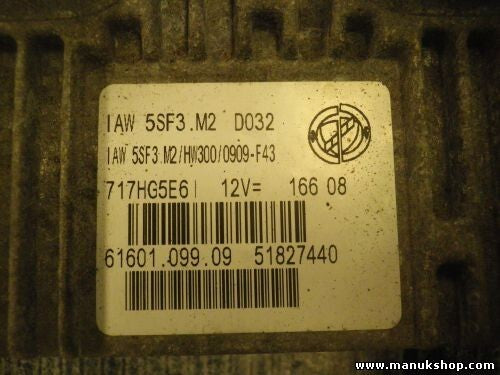 IAW 5SF3.M2 D032
IAW 5SF3.M2/HW300/0909-F43
717HG5E6| 12V= 166 08
61601.099.09 51827440
www.manukshop.com